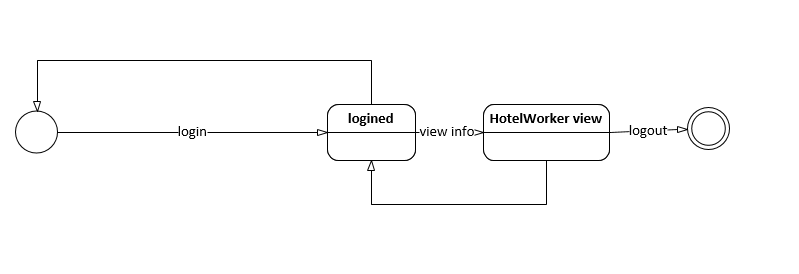 logined
HotelWorker view
login
view info
logout